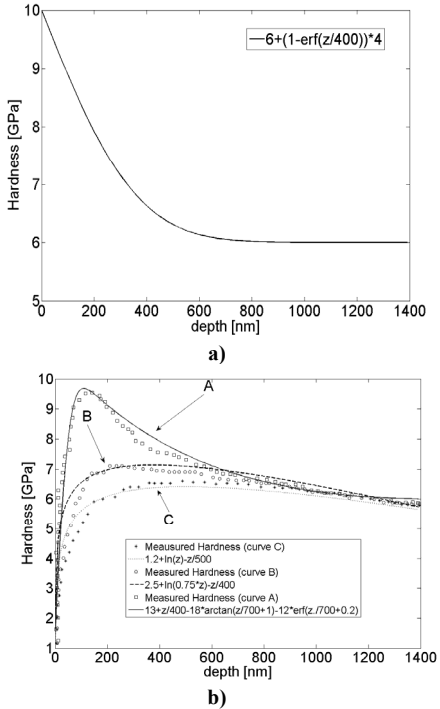 10
9
8
7
6
5
Hardness [GPa]
6+(1-erf(z/400))*4
0 200 400 600 800 1000 1200 1400
depth [nm]
a)
10
9
8
7
6
5
4
3
2
1
Hardness [GPa]
A
B
C
Meausured Hardness (curve C)
1.2+ln(z)-z/500
Measured Hardness (curve B)
2.5+ln(0.75*z)-z/400
Measured Hardness (curve A)
13+z/400-18*arctan(z/700+1)-12*erf(z./700+0.2)
0 200 400 600 800 1000 1200 1400
depth [nm]
b)